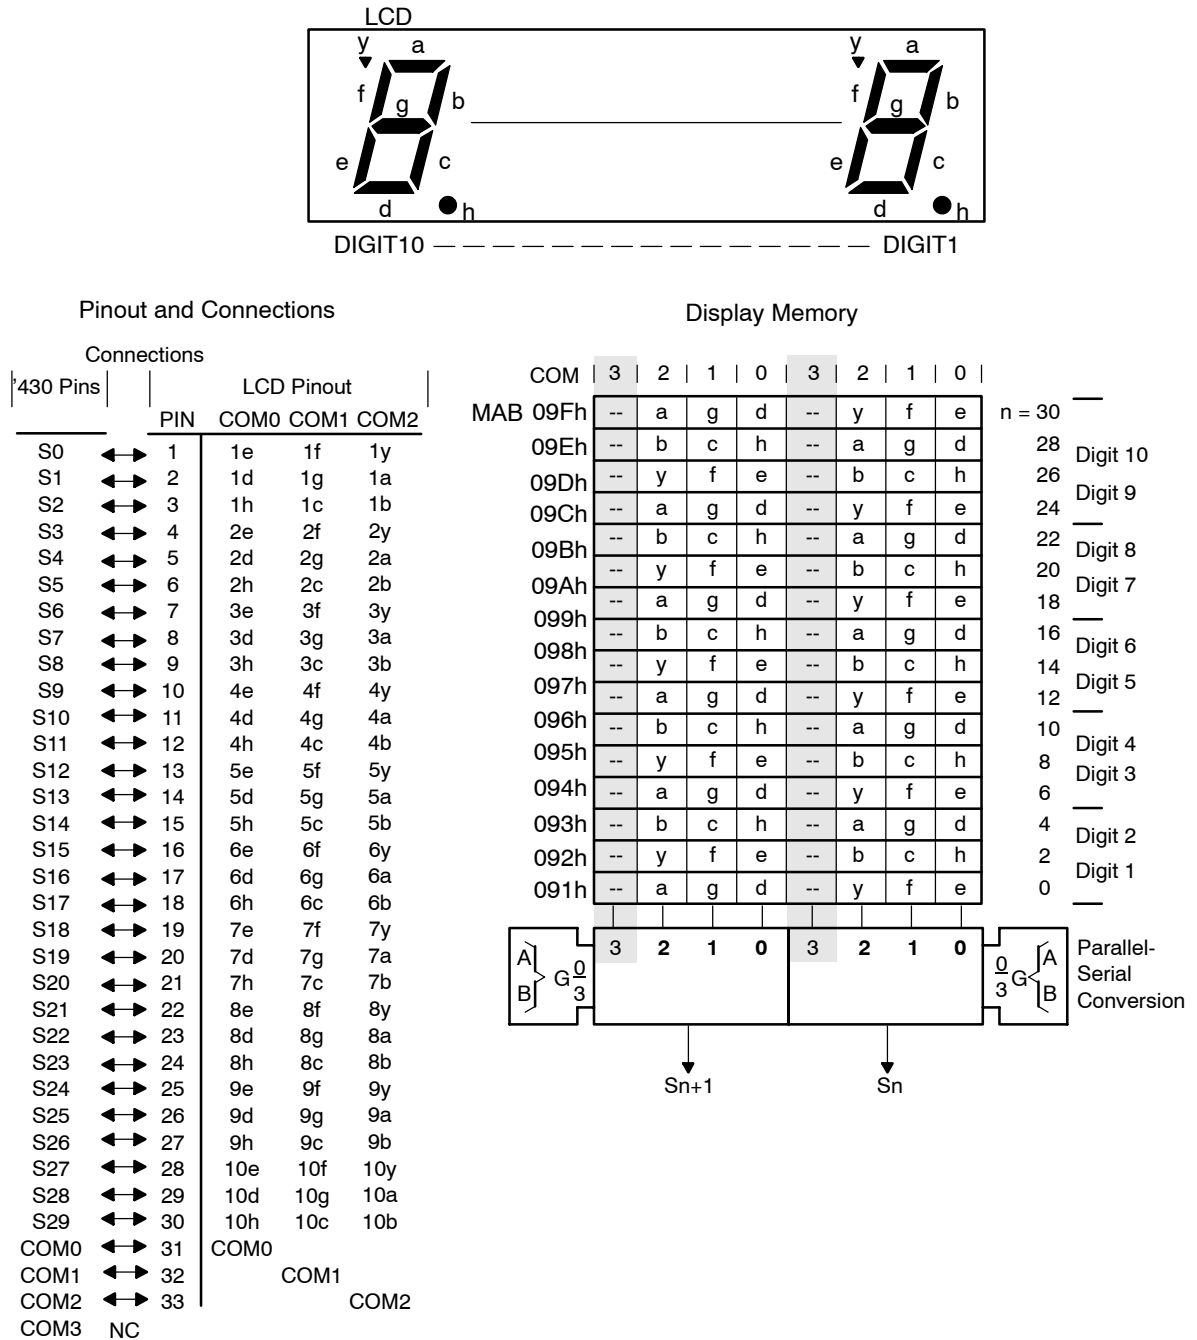 LCD
y a y a
f g b f g b
e c e c
d h d h
DIGIT10 — — — — — — — — — — — — — — — DIGIT1
Pinout and Connections
Connections
'430 Pins LCD Pinout
PIN COM0 COM1 COM2
S0 1 1e 1f 1y
S1 2 1d 1g 1a
S2 3 1h 1c 1b
S3 4 2e 2f 2y
S4 5 2d 2g 2a
S5 6 2h 2c 2b
S6 7 3e 3f 3y
S7 8 3d 3g 3a
S8 9 3h 3c 3b
S9 10 4e 4f 4y
S10 11 4d 4g 4a
S11 12 4h 4c 4b
S12 13 5e 5f 5y
S13 14 5d 5g 5a
S14 15 5h 5c 5b
S15 16 6e 6f 6y
S16 17 6d 6g 6a
S17 18 6h 6c 6b
S18 19 7e 7f 7y
S19 20 7d 7g 7a
S20 21 7h 7c 7b
S21 22 8e 8f 8y
S22 23 8d 8g 8a
S23 24 8h 8c 8b
S24 25 9e 9f 9y
S25 26 9d 9g 9a
S26 27 9h 9c 9b
S27 28 10e 10f 10y
S28 29 10d 10g 10a
S29 30 10h 10c 10b
COM0 31 COM0
COM1 32 COM1
COM2 33 COM2
COM3 NC
Display Memory
COM 3 2 1 0 3 2 1 0
MAB 09Fh -- a g d -- y f e n = 30
09Eh -- b c h -- a g d 28
Digit 10
09Dh -- y f e -- b c h 26
Digit 9
09Ch -- a g d -- y f e 24
09Bh -- b c h -- a g d 22
Digit 8
09Ah -- y f e -- b c h 20
Digit 7
099h -- a g d -- y f e 18
098h -- b c h -- a g d 16
Digit 6
097h -- y f e -- b c h 14
Digit 5
096h -- a g d -- y f e 12
095h -- b c h -- a g d 10
Digit 4
094h -- y f e -- b c h 8
Digit 3
-- a g d -- y f e 6
093h -- b c h -- a g d 4
Digit 2
092h -- y f e -- b c h 2
Digit 1
091h -- a g d -- y f e 0
3 2 1 0 3 2 1 0
A B G 0 3
0 3 G A B
Parallel-
Serial
Conversion
Sn+1 Sn